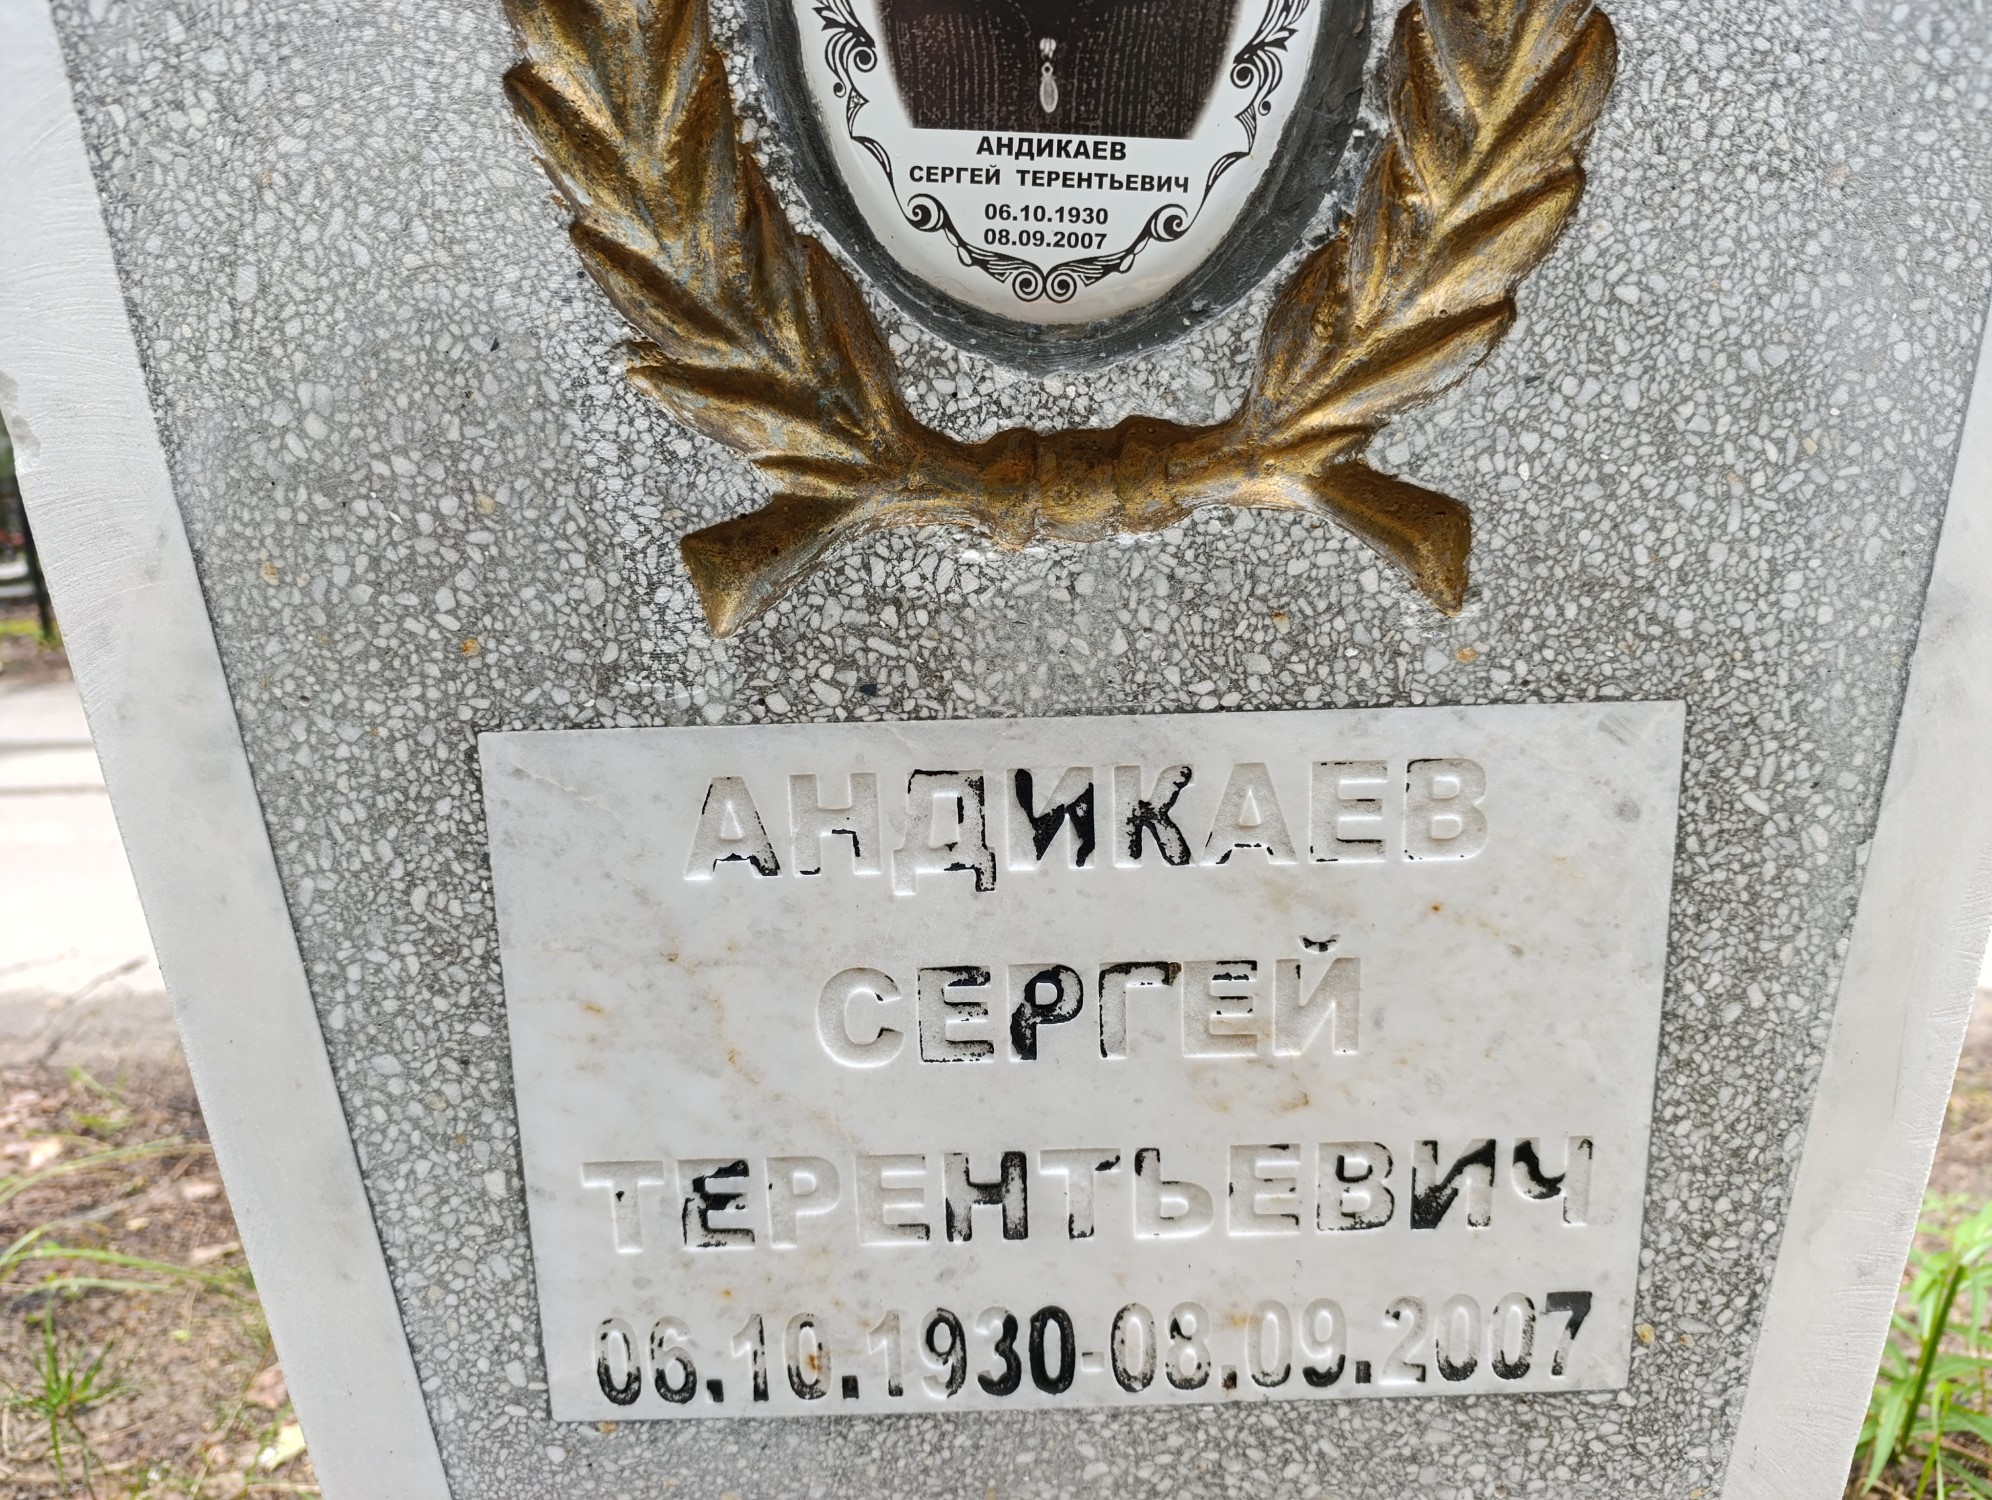 АНДИКАЕВ
СЕРГЕЙ ТЕРЕНТЬЕВИЧ
06.10.1930
08.09.2007
АНДИКАЕВ
СЕРГЕЙ
ТЕРЕНТЬЕВИЧ
06.10.1930-08.09.2007